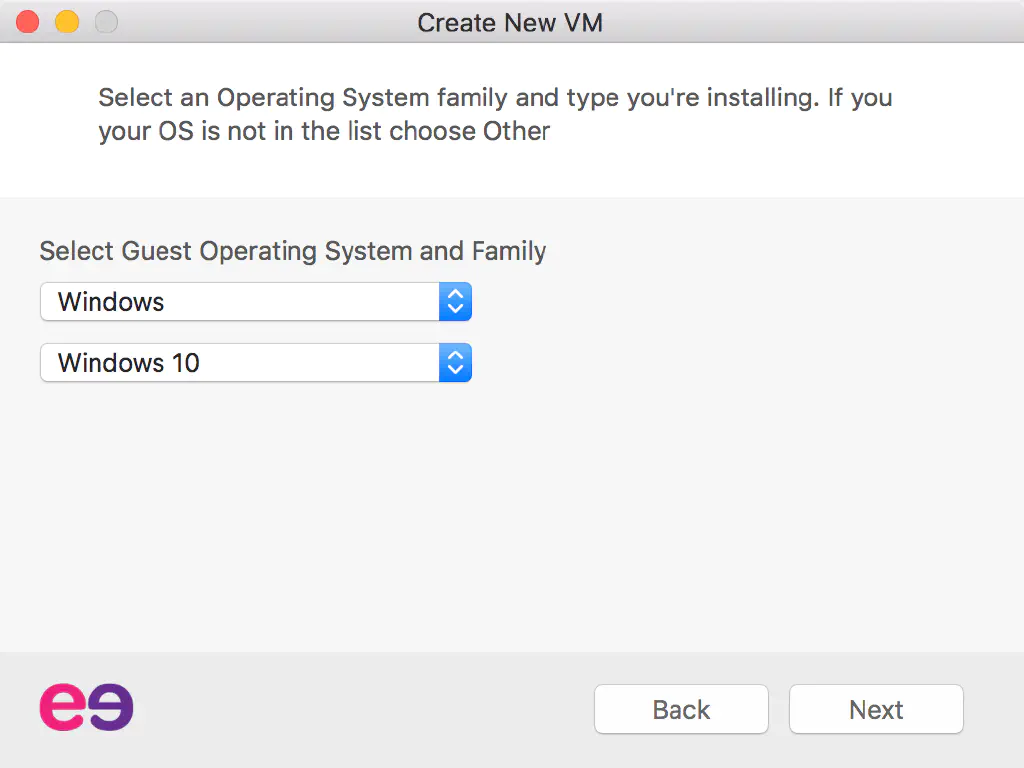 Create New VM
Select an Operating System family and type you're installing. If you
your OS is not in the list choose Other
Select Guest Operating System and Family
Windows
Windows 10
ee
Back
Next